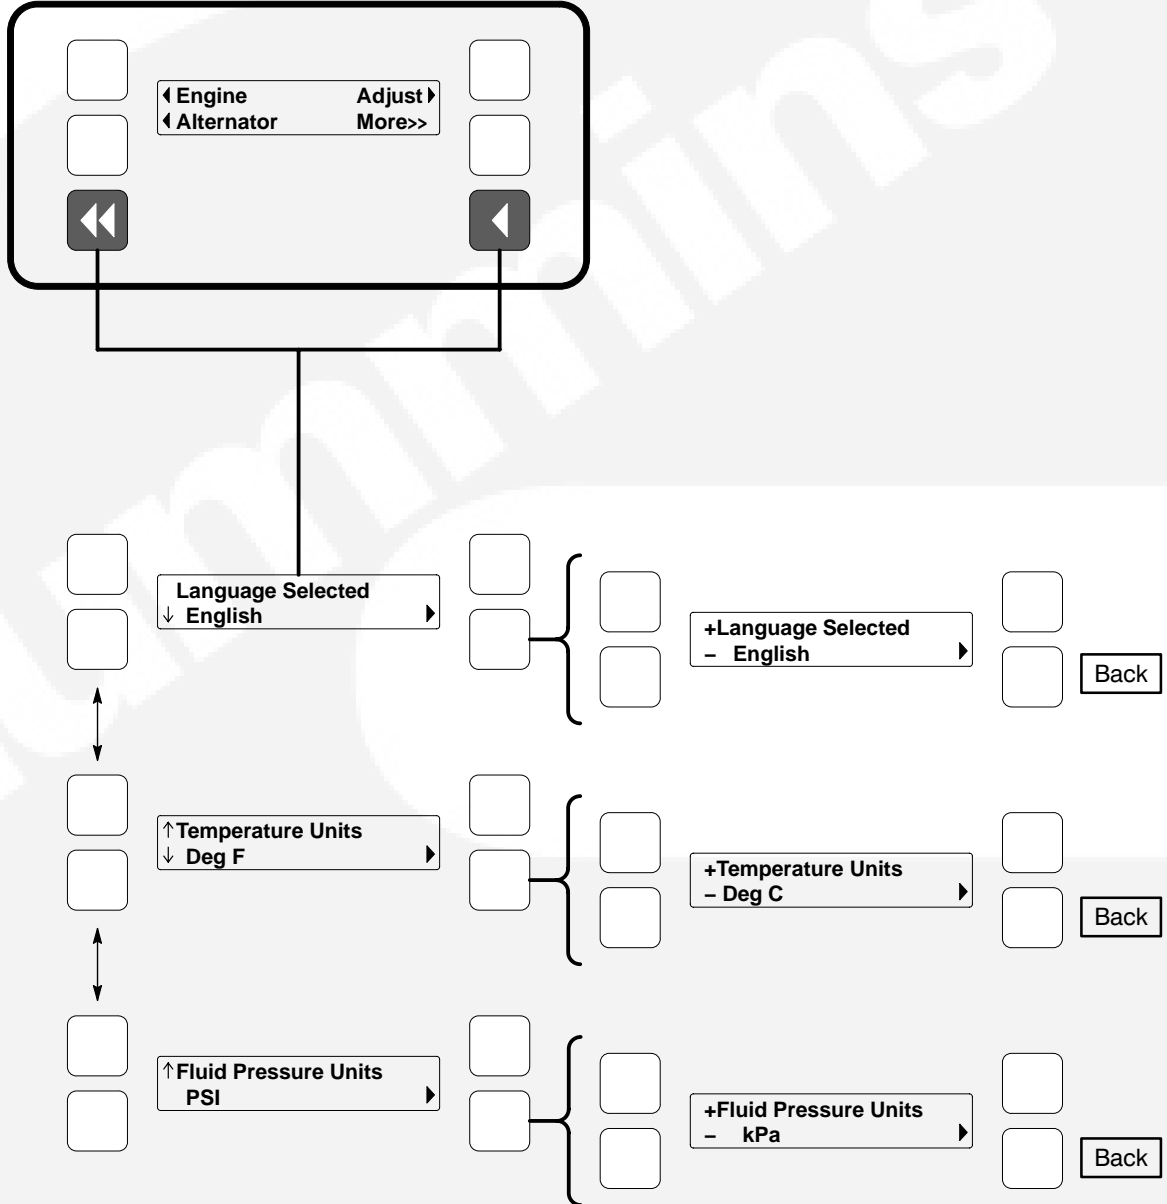 Engine Adjust
Alternator More>>
Language Selected
↓ English
+Language Selected
– English
Back
↑Temperature Units
↓ Deg F
+Temperature Units
– Deg C
Back
↑Fluid Pressure Units
PSI
+Fluid Pressure Units
– kPa
Back